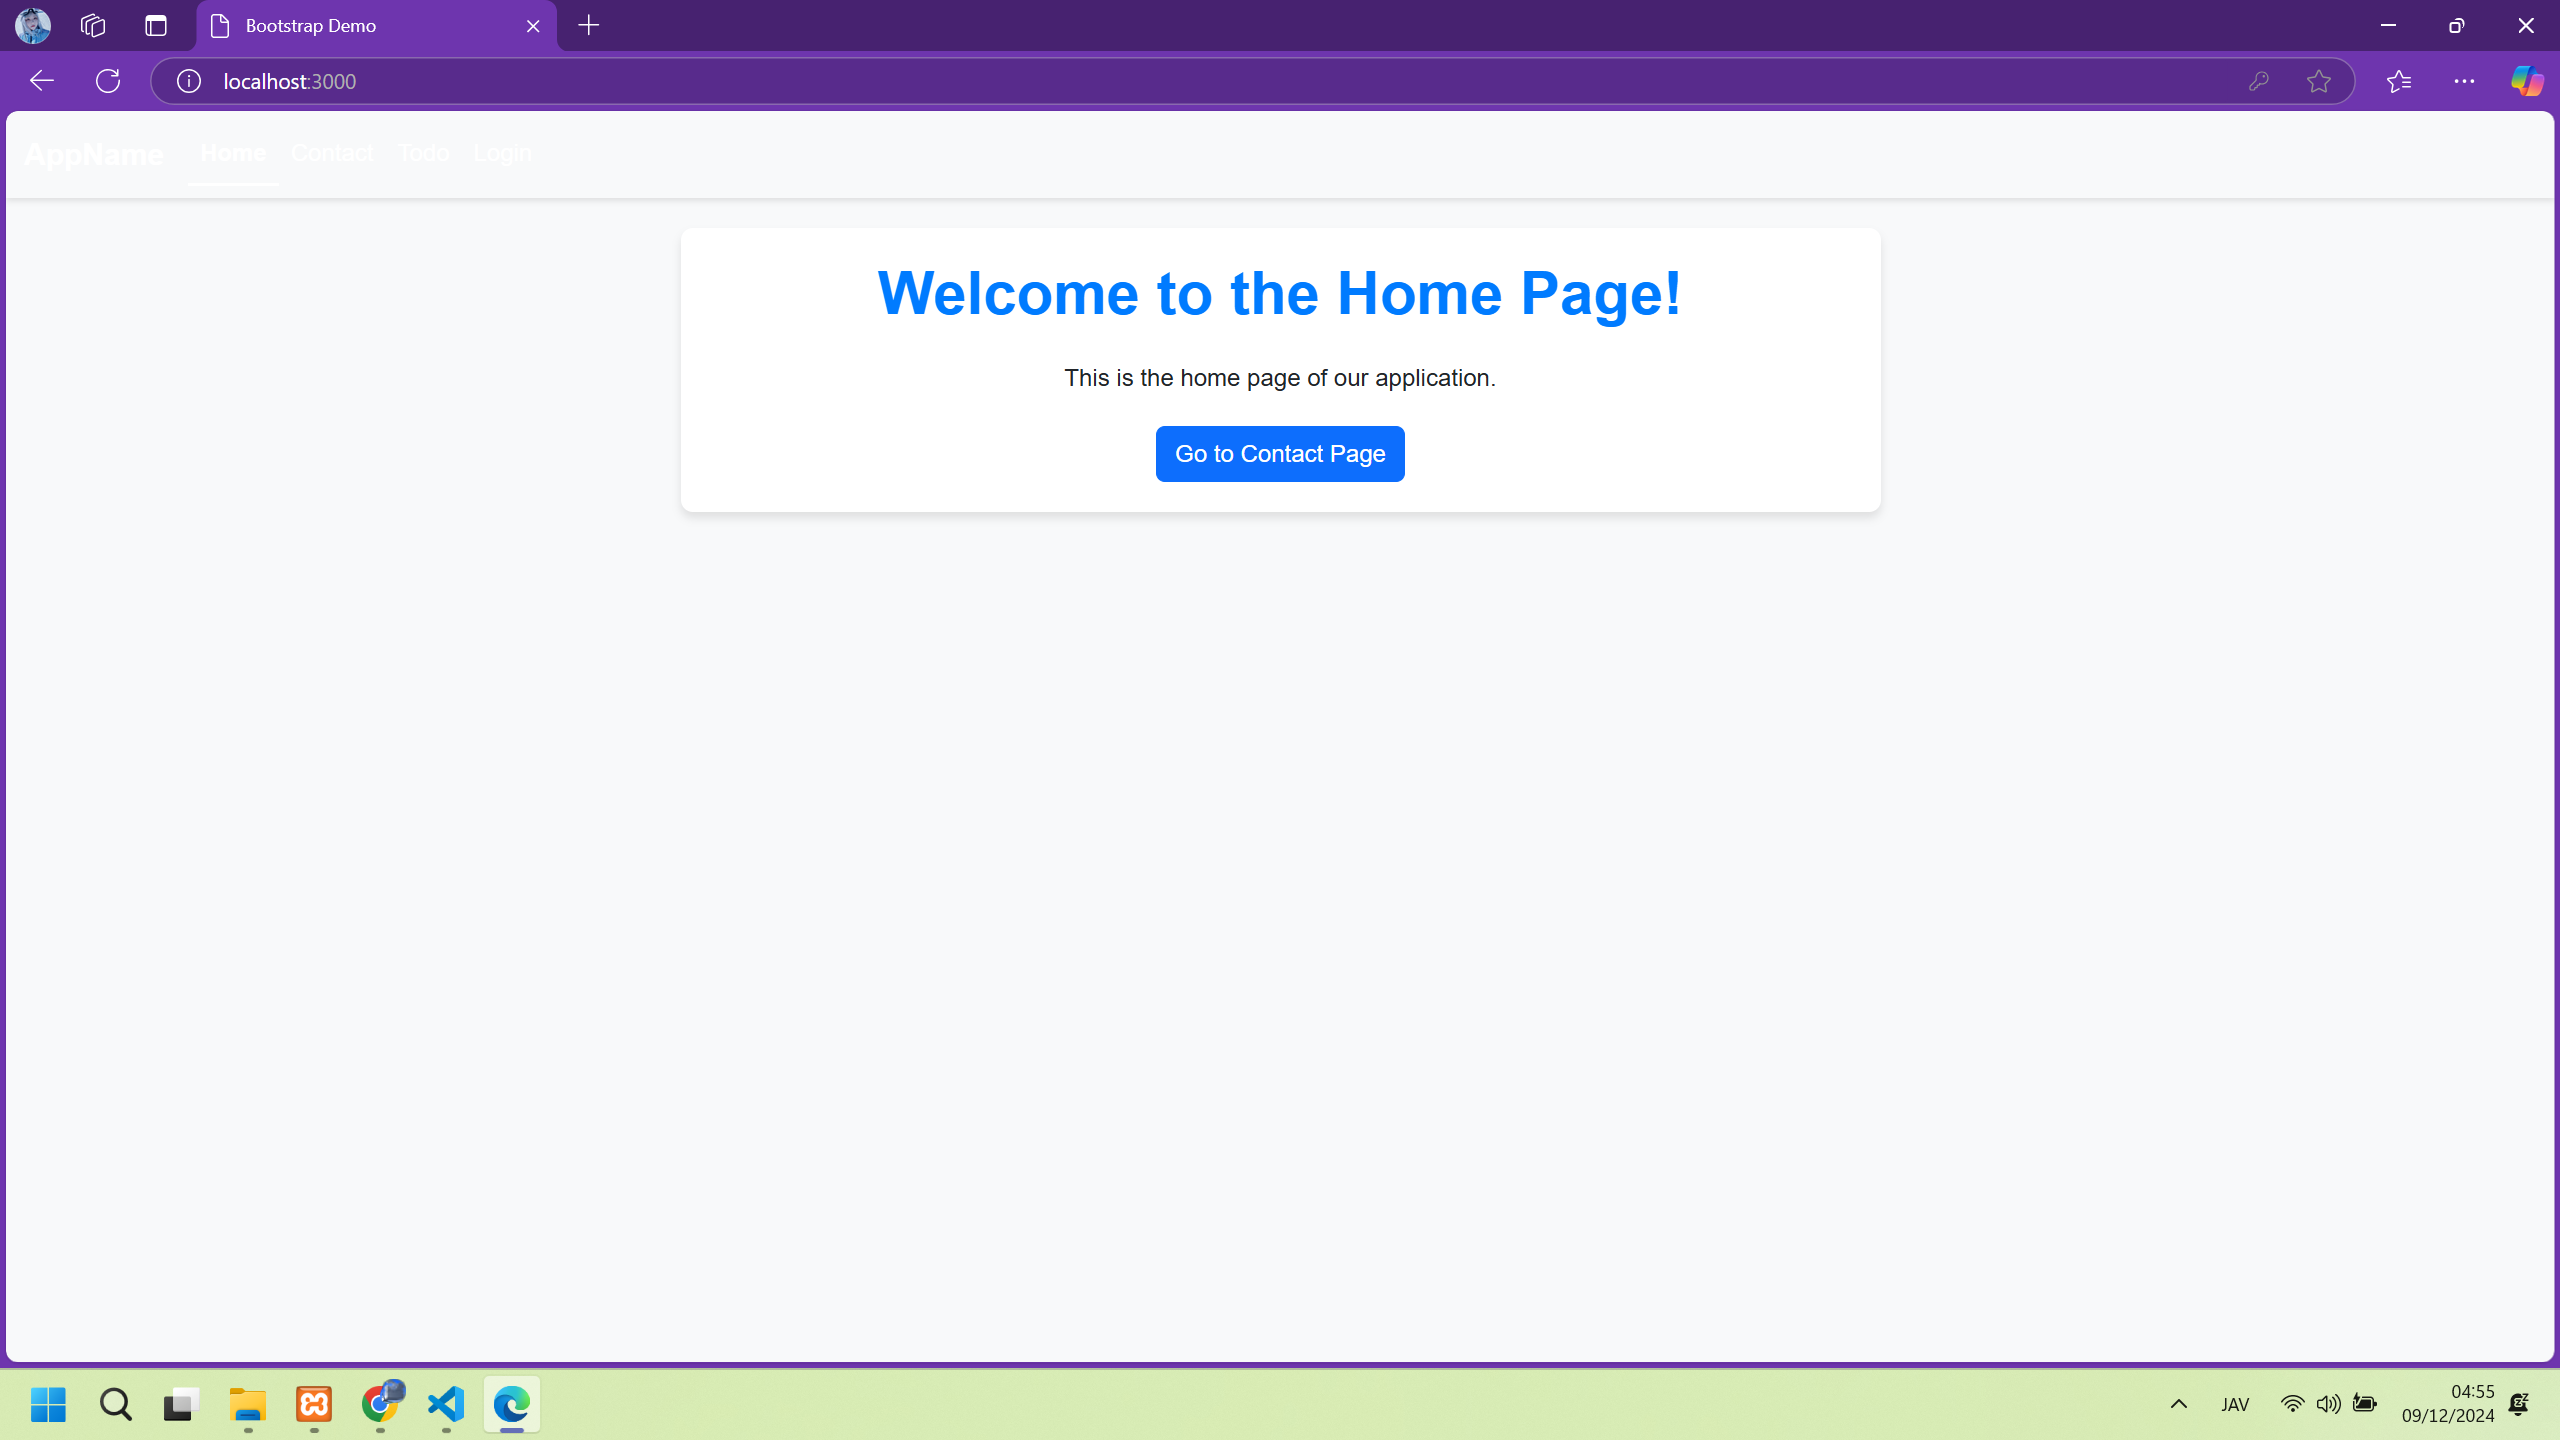 Bootstrap Demo
localhost:3000
AppName Home Contact Todo Login
Welcome to the Home Page!
This is the home page of our application.
Go to Contact Page
JAV
04:55
09/12/2024